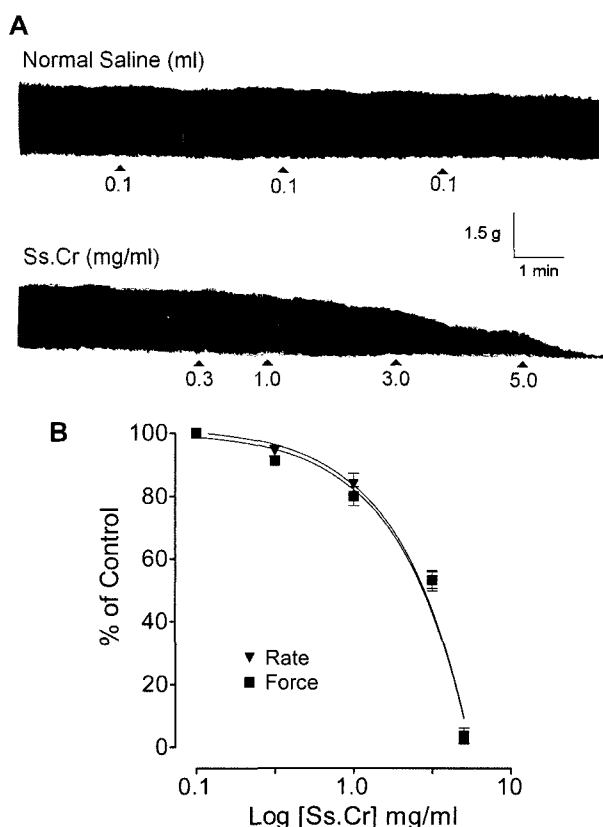 A
Normal Saline (ml)
0.1 0.1 0.1
1.5 g
1 min
Ss.Cr (mg/ml)
0.3 1.0 3.0 5.0
B
100
80
60
40
20
0
% of Control
Rate
Force
0.1 1.0 10
Log [Ss.Cr] mg/ml